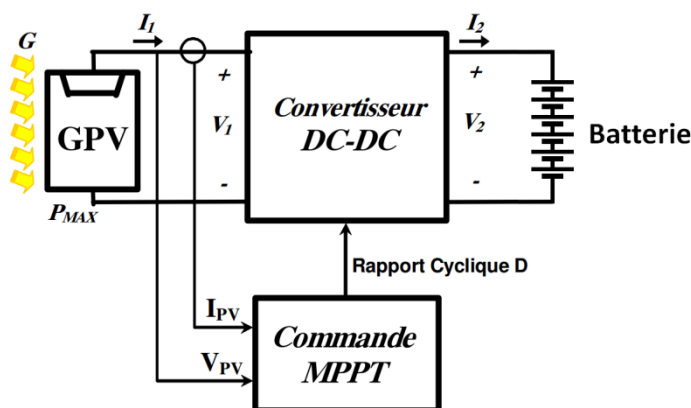 G
I1
I2
GPV
PMAX
+
V1
-
Convertisseur
DC-DC
+
V2
-
Batterie
Rapport Cyclique D
IPV
VPV
Commande
MPPT